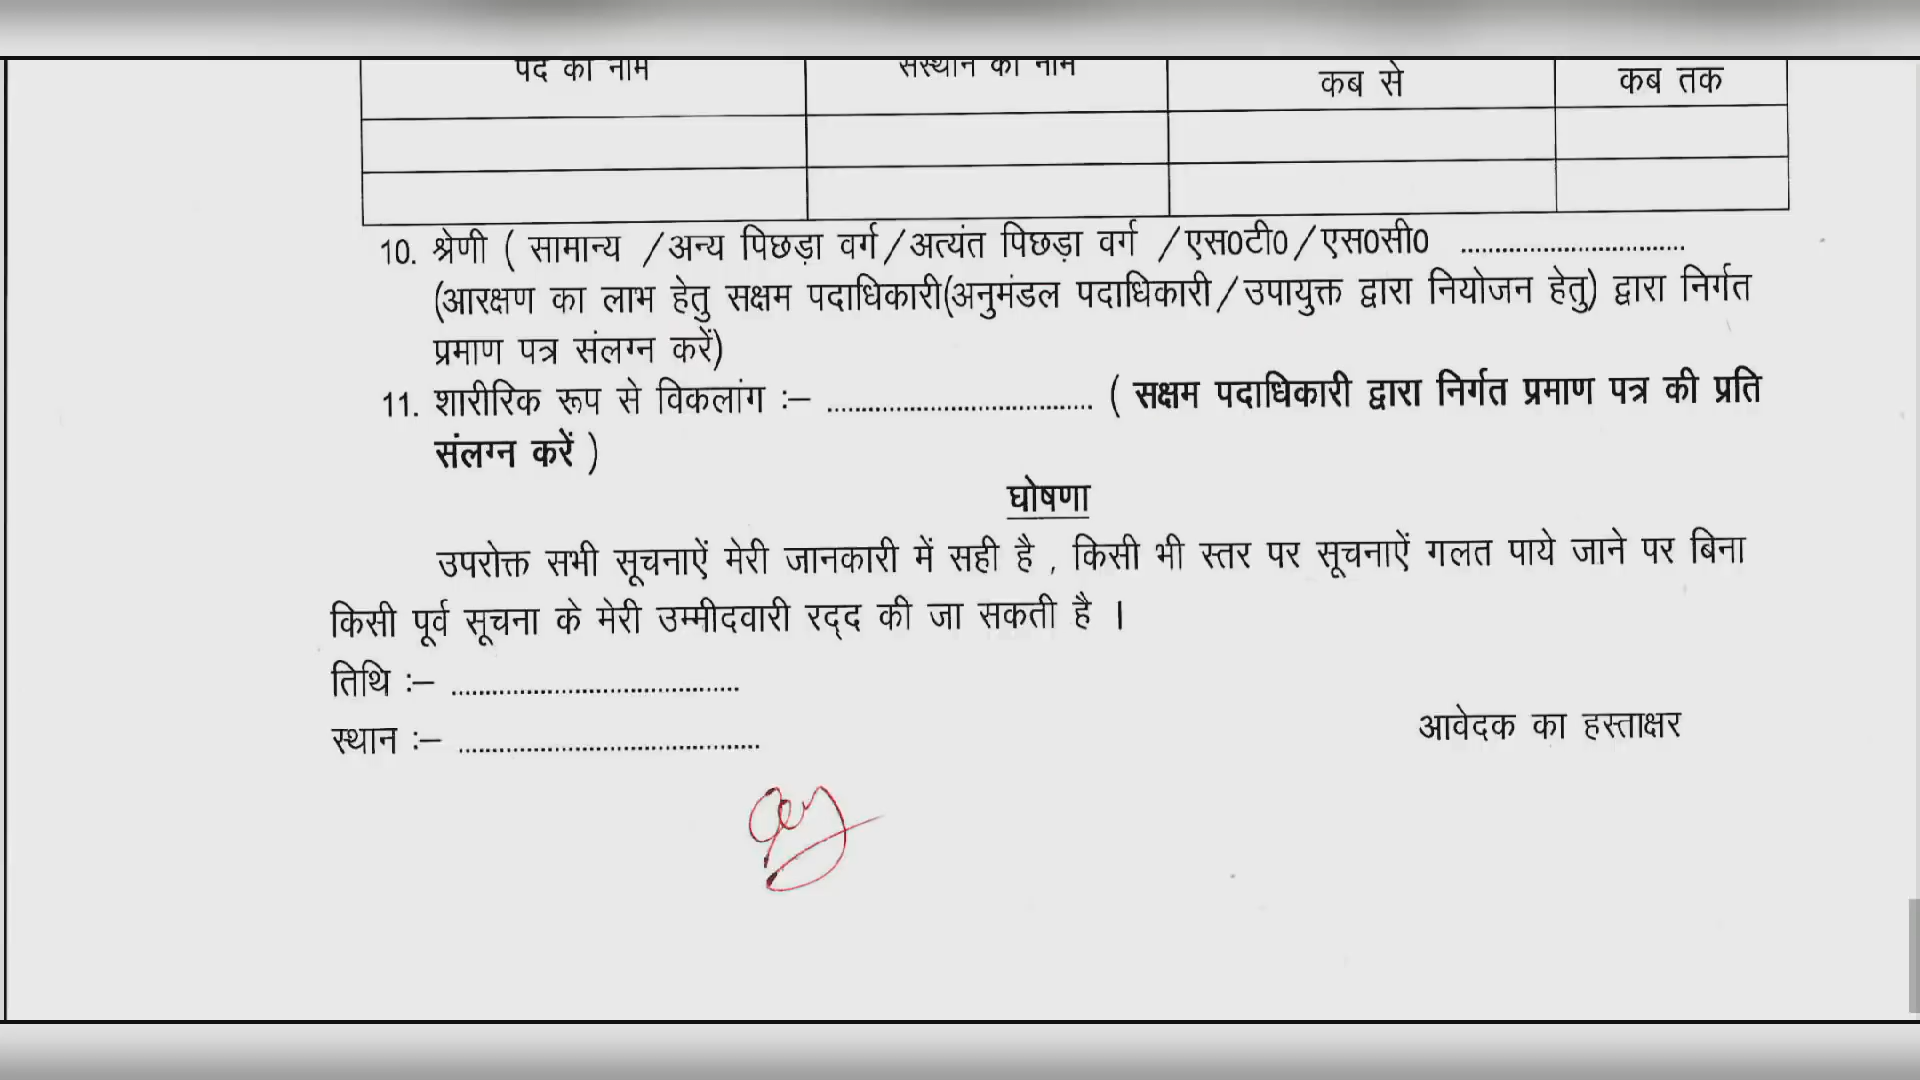 पद का नाम संस्थान का नाम कब से कब तक
10. श्रेणी ( सामान्य /अन्य पिछड़ा वर्ग/अत्यंत पिछड़ा वर्ग /एस0टी0/एस0सी0 ................................
(आरक्षण का लाभ हेतु सक्षम पदाधिकारी(अनुमंडल पदाधिकारी/उपायुक्त द्वारा नियोजन हेतु) द्वारा निर्गत
प्रमाण पत्र संलग्न करें)
11. शारीरिक रूप से विकलांग :– ...................................... ( सक्षम पदाधिकारी द्वारा निर्गत प्रमाण पत्र की प्रति
संलग्न करें )
घोषणा
उपरोक्त सभी सूचनाऐं मेरी जानकारी में सही है , किसी भी स्तर पर सूचनाऐं गलत पाये जाने पर बिना
किसी पूर्व सूचना के मेरी उम्मीदवारी रद्द की जा सकती है ।
तिथि :– ..........................................
स्थान :– ............................................
आवेदक का हस्ताक्षर